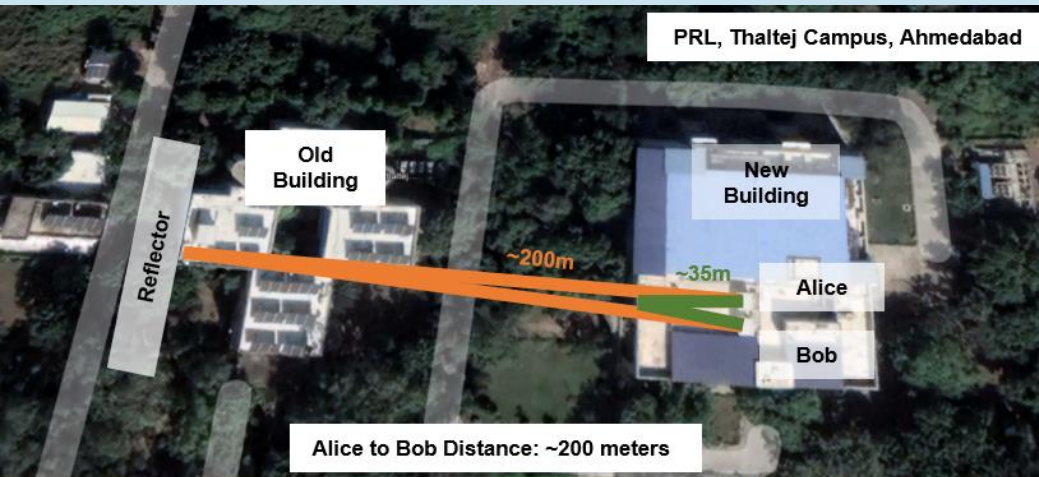 PRL, Thaltej Campus, Ahmedabad
Old
Building
New
Building
Reflector
~200m
~35m
Alice
Bob
Alice to Bob Distance: ~200 meters